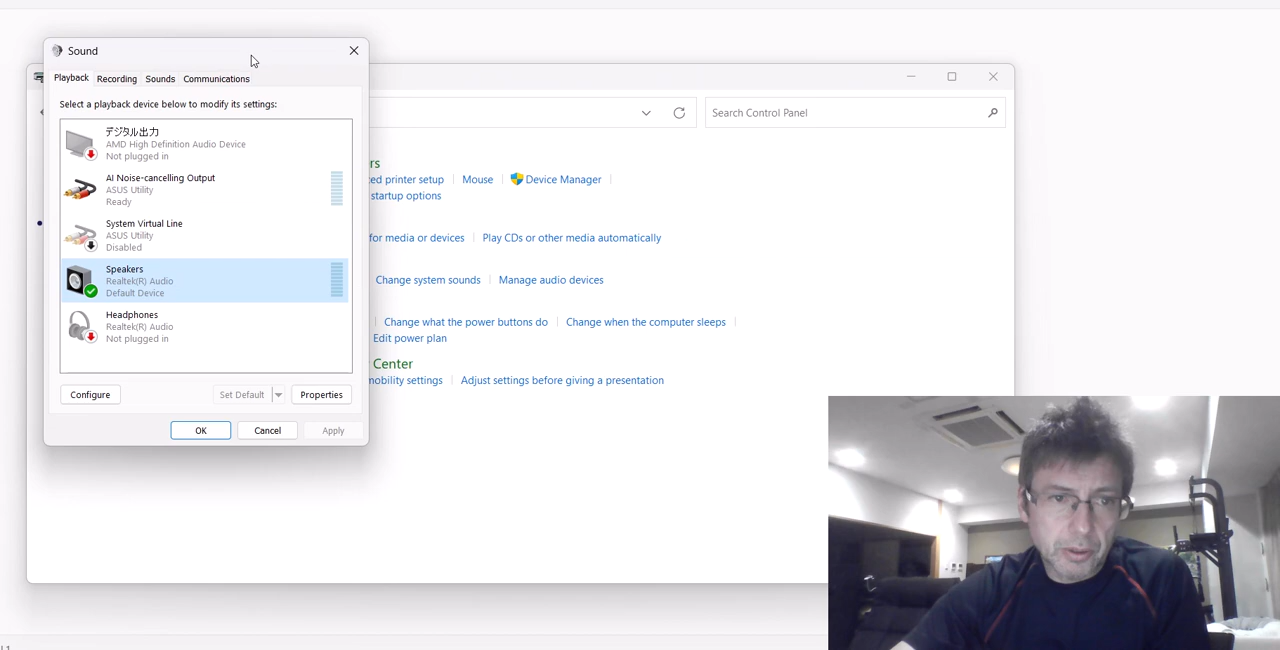 Sound
Playback Recording Sounds Communications
Select a playback device below to modify its settings:
デジタル出力
AMD High Definition Audio Device
Not plugged in
AI Noise-cancelling Output
ASUS Utility
Ready
System Virtual Line
ASUS Utility
Disabled
Speakers
Realtek(R) Audio
Default Device
Headphones
Realtek(R) Audio
Not plugged in
Configure Set Default Properties
OK Cancel Apply
Search Control Panel
rs
ed printer setup Mouse Device Manager
startup options
for media or devices Play CDs or other media automatically
Change system sounds Manage audio devices
Change what the power buttons do Change when the computer sleeps
Edit power plan
Center
mobility settings Adjust settings before giving a presentation